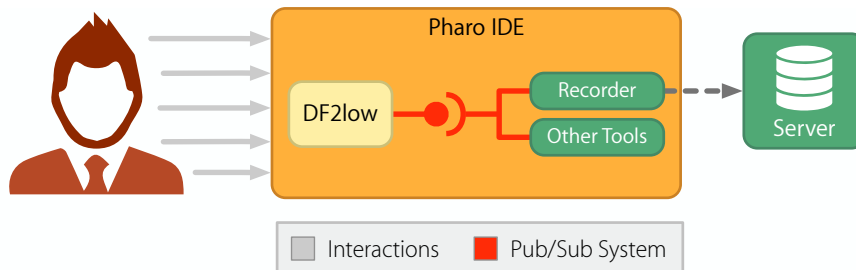 Pharo IDE
DF2low
Recorder
Other Tools
Server
Interactions
Pub/Sub System